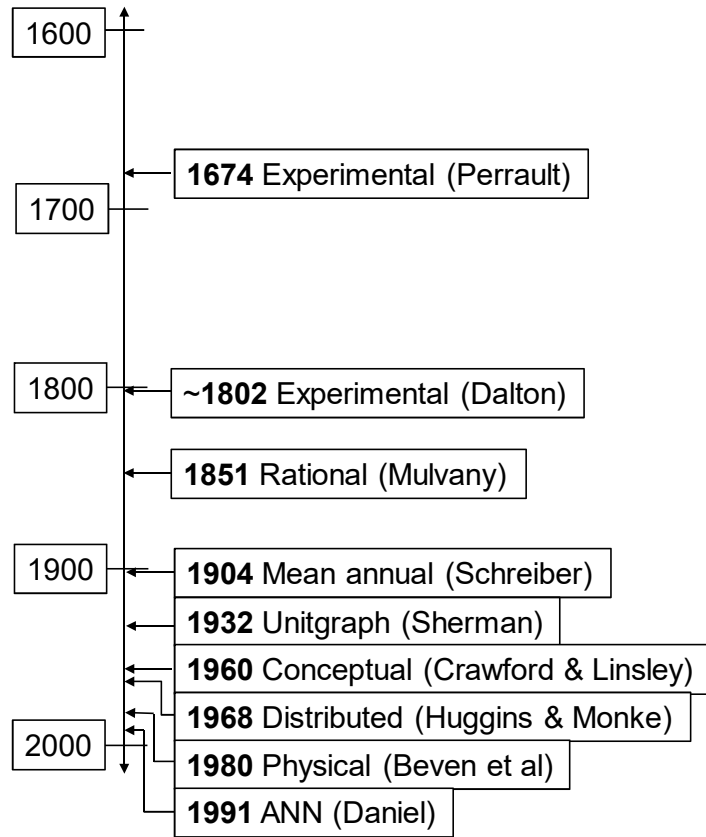 1600
1674 Experimental (Perrault)
1700
1800
~1802 Experimental (Dalton)
1851 Rational (Mulvany)
1900
1904 Mean annual (Schreiber)
1932 Unitgraph (Sherman)
1960 Conceptual (Crawford & Linsley)
1968 Distributed (Huggins & Monke)
2000
1980 Physical (Beven et al)
1991 ANN (Daniel)